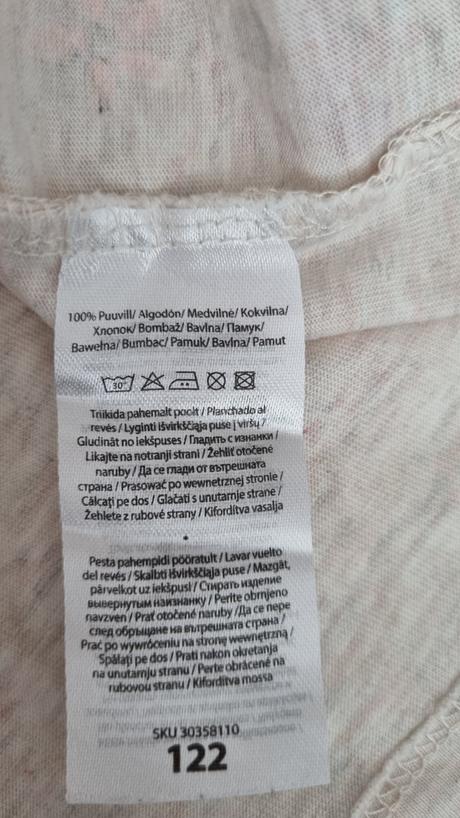 100% Puuvill/ Algodón/ Medvilnė/ Kokvilna/
Хлопок/ Bombaž/ Bavlna/ Памук/
Bawełna/ Bumbac/ Pamuk/ Bavlna/ Pamut
30°
Triikida pahemalt poolt / Planchado al
revés / Lyginti išvirkščiąja puse į viršų /
Gludināt no iekšpuses / Гладить с изнанки /
Likajte na notranji strani / Žehliť otočené
naruby / Да се глади от вътрешната
страна / Prasować po wewnetrznej stronie /
Călcaţi pe dos / Glačati s unutarnje strane /
Žehlete z rubové strany / Kifordítva vasalja
Pesta pahempidi pööratult / Lavar vuelto
del revés / Skalbti išvirkščiąja puse / Mazgāt,
pārvelkot uz iekšpusi / Стирать изделие
вывернутым наизнанку / Perite obrnjeno
navzven / Prať otočené naruby / Да се пере
след обръщане на вътрешната страна /
Prać po wywróceniu na stronę wewnętrzną /
Spălaţi pe dos / Prati nakon okretanja
na unutarnju stranu / Perte obrácené na
rubovou stranu / Kifordítva mossa
SKU 30358110
122